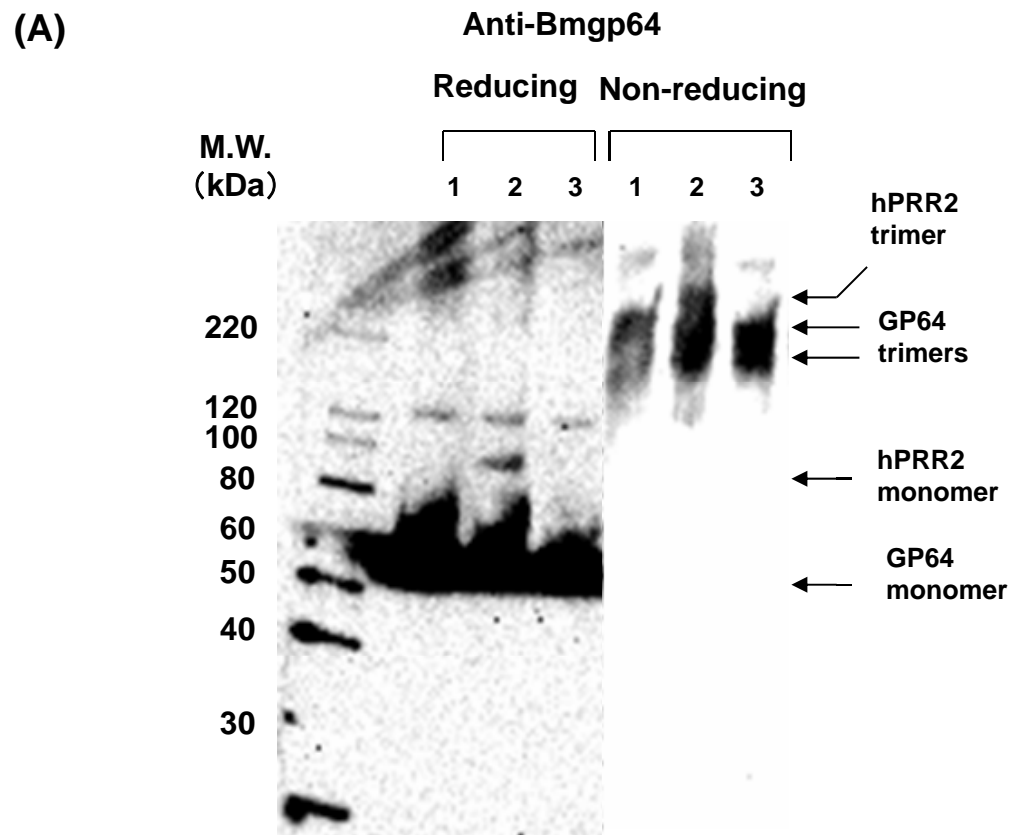 (A)
Anti-Bmgp64
Reducing Non-reducing
M.W.
（kDa）
1 2 3 1 2 3
hPRR2
trimer
220
GP64
trimers
120
100
80
hPRR2
monomer
60
50
GP64
monomer
40
30